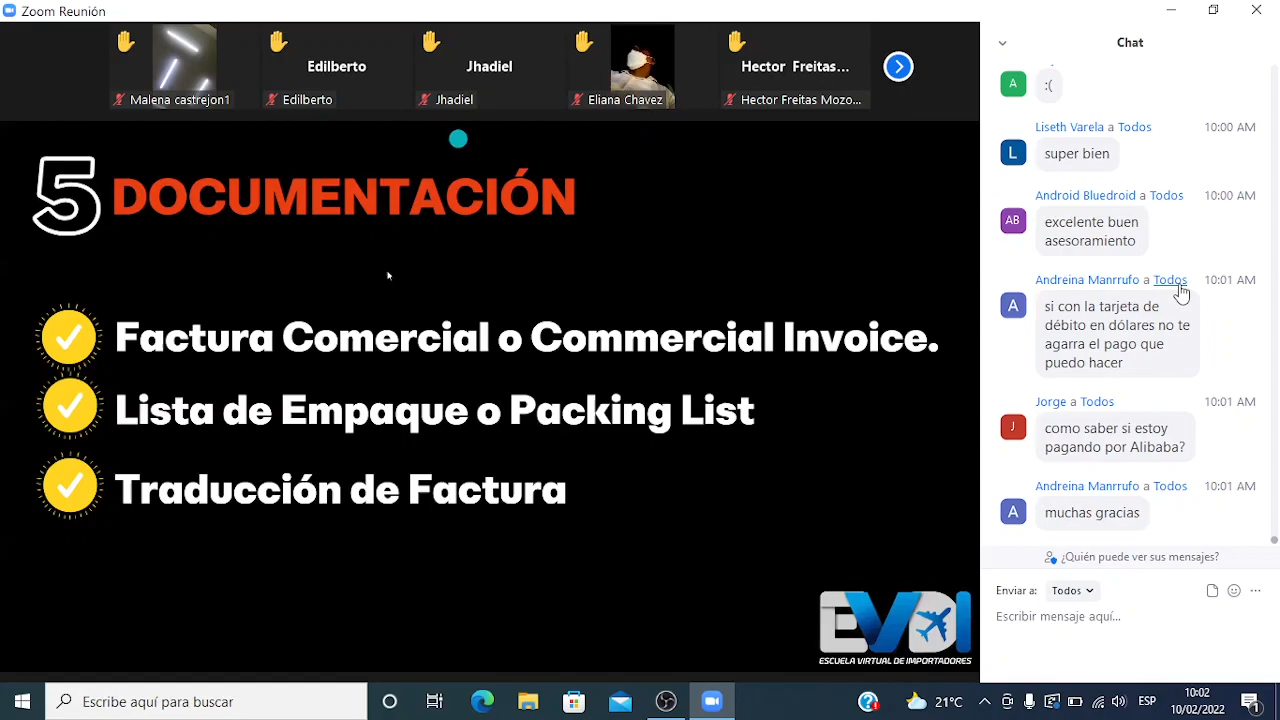 Zoom Reunión
Malena castrejon1
Edilberto
Edilberto
Jhadiel
Jhadiel
Eliana Chavez
Hector Freitas...
Hector Freitas Mozo...
5 DOCUMENTACIÓN
Factura Comercial o Commercial Invoice.
Lista de Empaque o Packing List
Traducción de Factura
EVDI
ESCUELA VIRTUAL DE IMPORTADORES
Chat
A
:(
Liseth Varela a Todos 10:00 AM
L
super bien
Android Bluedroid a Todos 10:00 AM
AB
excelente buen
asesoramiento
Andreina Manrrufo a Todos 10:01 AM
A
si con la tarjeta de
débito en dólares no te
agarra el pago que
puedo hacer
Jorge a Todos 10:01 AM
J
como saber si estoy
pagando por Alibaba?
Andreina Manrrufo a Todos 10:01 AM
A
muchas gracias
¿Quién puede ver sus mensajes?
Enviar a: Todos
Escribir mensaje aquí...
Escribe aquí para buscar
21°C
ESP
10:02
10/02/2022
1